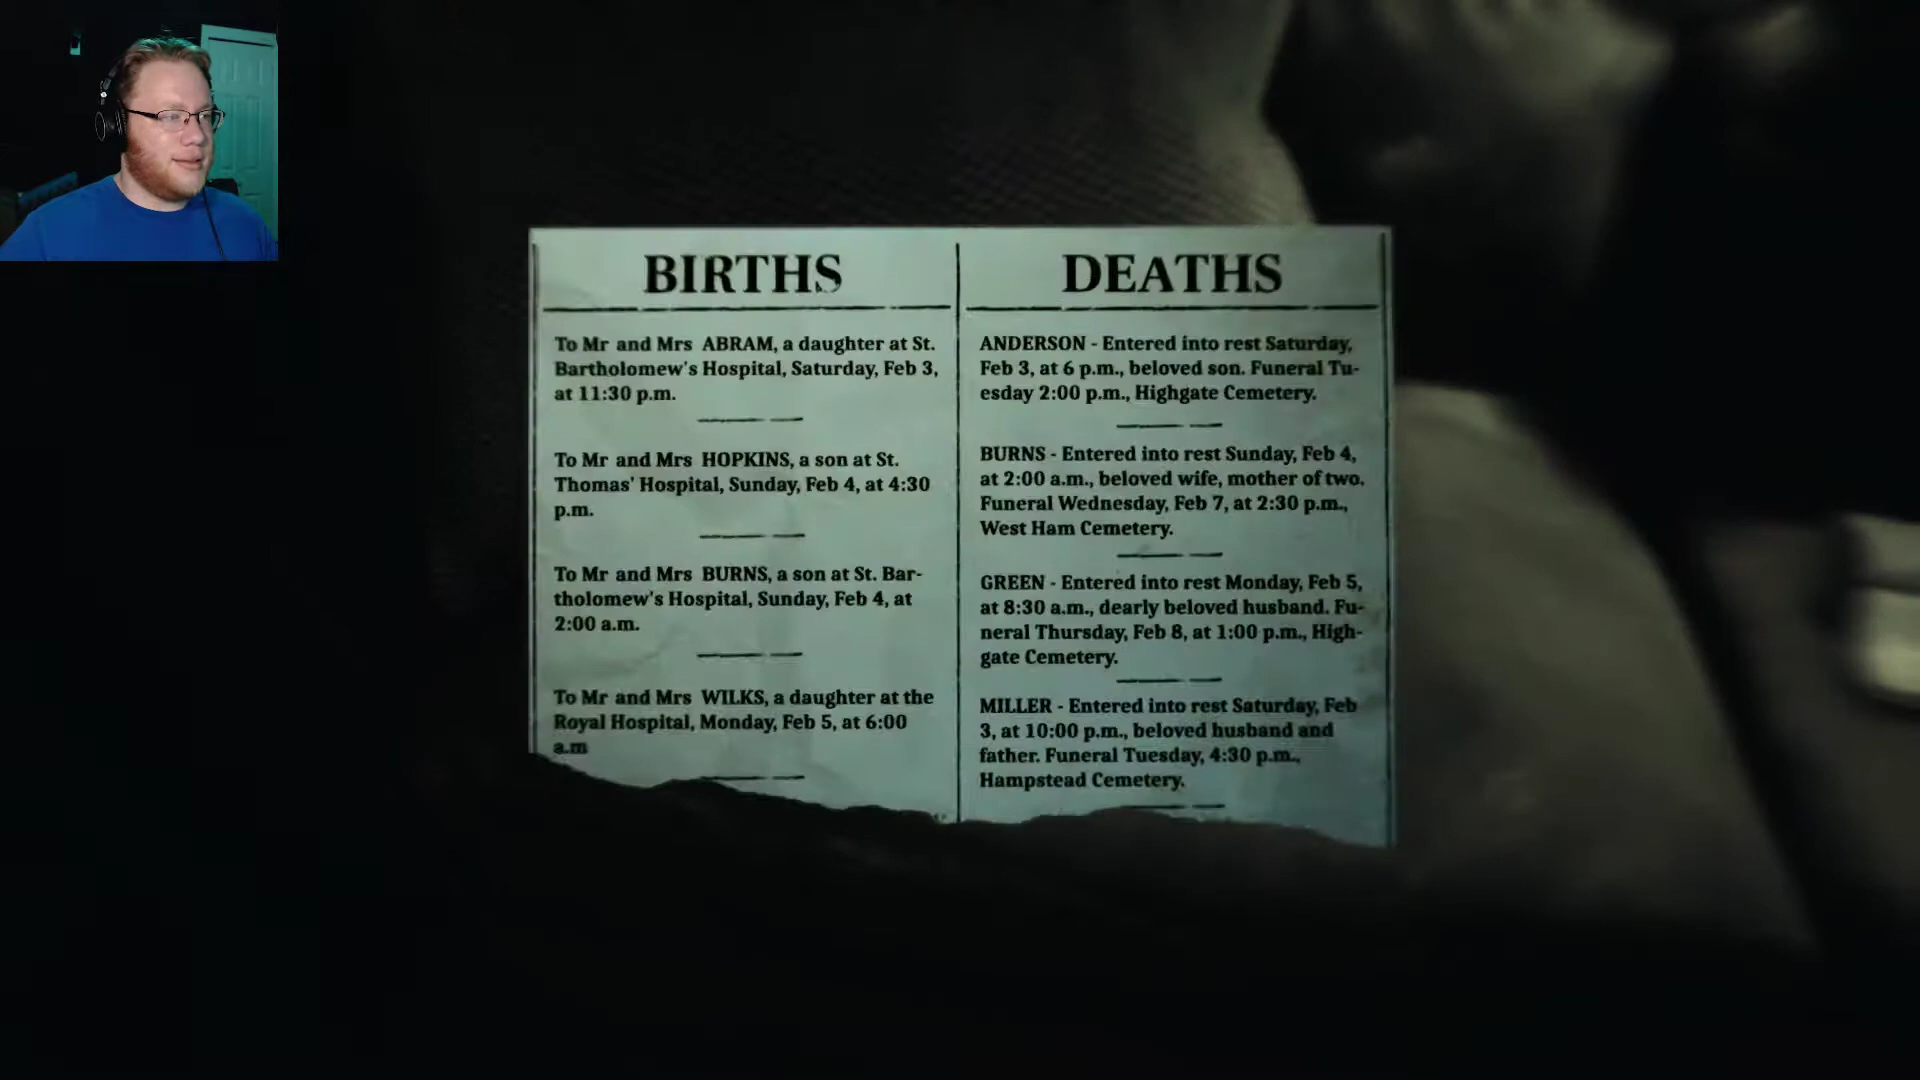 BIRTHS
To Mr and Mrs ABRAM, a daughter at St.
Bartholomew's Hospital, Saturday, Feb 3,
at 11:30 p.m.
To Mr and Mrs HOPKINS, a son at St.
Thomas' Hospital, Sunday, Feb 4, at 4:30
p.m.
To Mr and Mrs BURNS, a son at St. Bar-
tholomew's Hospital, Sunday, Feb 4, at
2:00 a.m.
To Mr and Mrs WILKS, a daughter at the
Royal Hospital, Monday, Feb 5, at 6:00
a.m
DEATHS
ANDERSON - Entered into rest Saturday,
Feb 3, at 6 p.m., beloved son. Funeral Tu-
esday 2:00 p.m., Highgate Cemetery.
BURNS - Entered into rest Sunday, Feb 4,
at 2:00 a.m., beloved wife, mother of two.
Funeral Wednesday, Feb 7, at 2:30 p.m.,
West Ham Cemetery.
GREEN - Entered into rest Monday, Feb 5,
at 8:30 a.m., dearly beloved husband. Fu-
neral Thursday, Feb 8, at 1:00 p.m., High-
gate Cemetery.
MILLER - Entered into rest Saturday, Feb
3, at 10:00 p.m., beloved husband and
father. Funeral Tuesday, 4:30 p.m.,
Hampstead Cemetery.